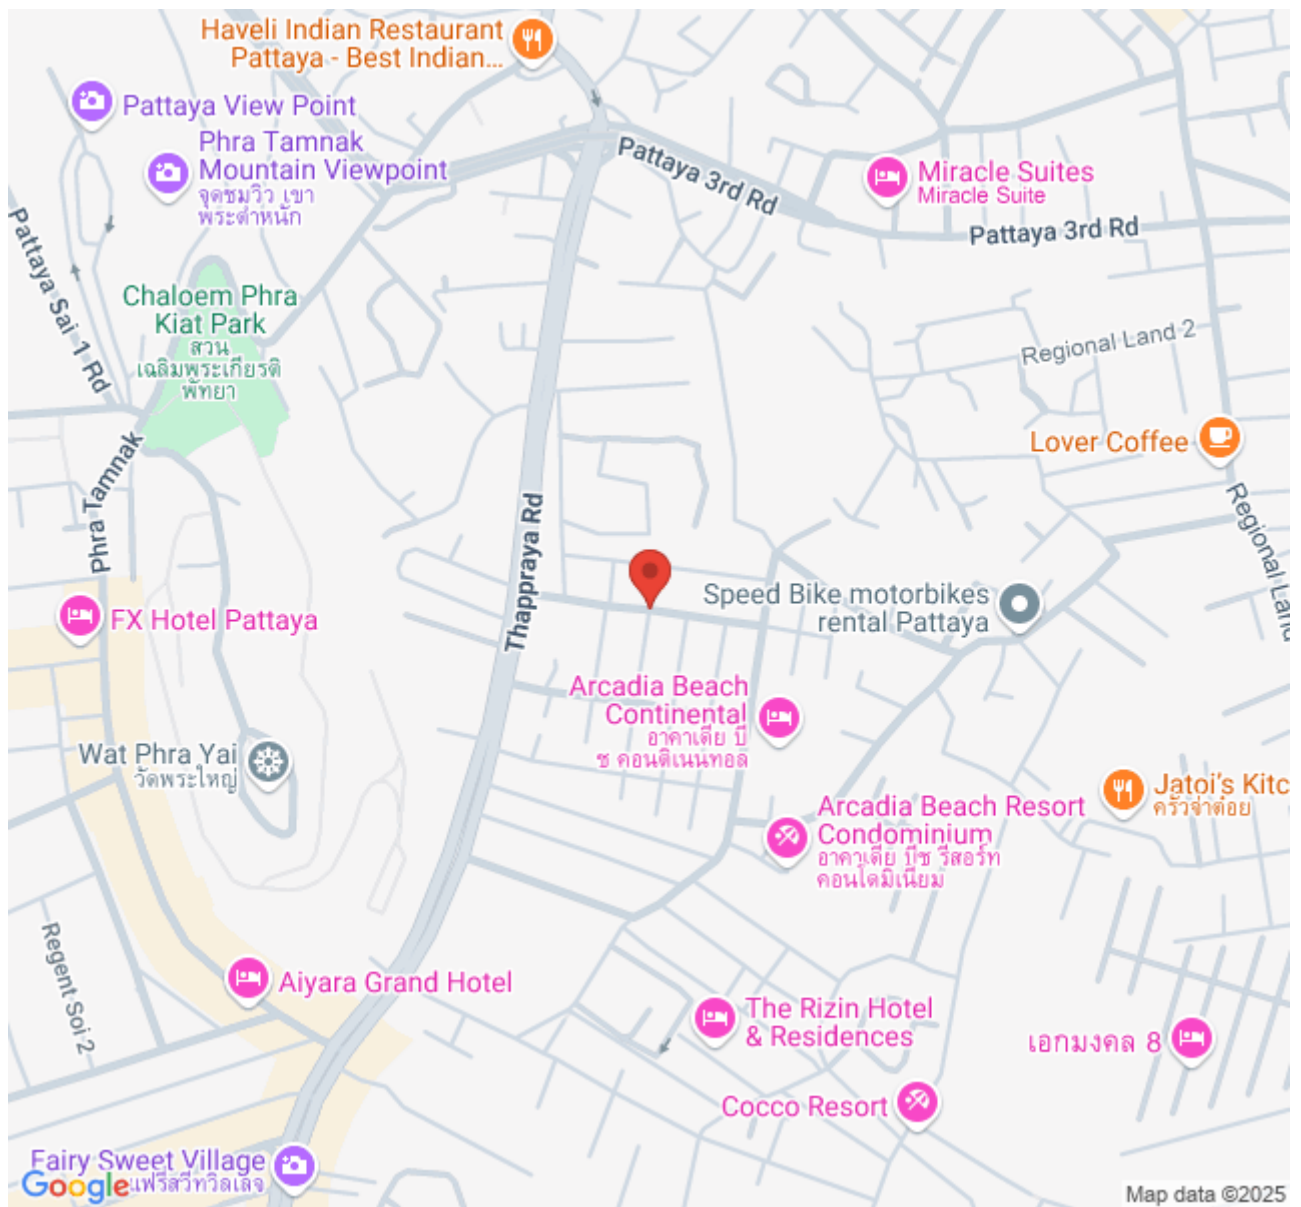 Haveli Indian Restaurant
Pattaya - Best Indian...
Pattaya View Point
Phra Tamnak
Mountain Viewpoint
จุดชมวิว เขา
พระตำหนัก
Pattaya 3rd Rd
Miracle Suites
Miracle Suite
Pattaya 3rd Rd
Pattaya Sai 1 Rd
Chaloem Phra
Kiat Park
สวน
เฉลิมพระเกียรติ
พัทยา
Regional Land 2
Lover Coffee
Phra Tamnak
Thappraya Rd
Regional Land
FX Hotel Pattaya
Speed Bike motorbikes
rental Pattaya
Arcadia Beach
Continental
อาคาเดีย บี
ช คอนติเนนทอล
Wat Phra Yai
วัดพระใหญ่
Jatoi's Kitc
ครัวจ่าต๋อย
Arcadia Beach Resort
Condominium
อาคาเดีย บีช รีสอร์ท
คอนโดมิเนียม
Regent Soi 2
Aiyara Grand Hotel
The Rizin Hotel
& Residences
เอกมงคล 8
Cocco Resort
Fairy Sweet Village
แฟรี่สวีทวิลเลจ
Google
Map data ©2025